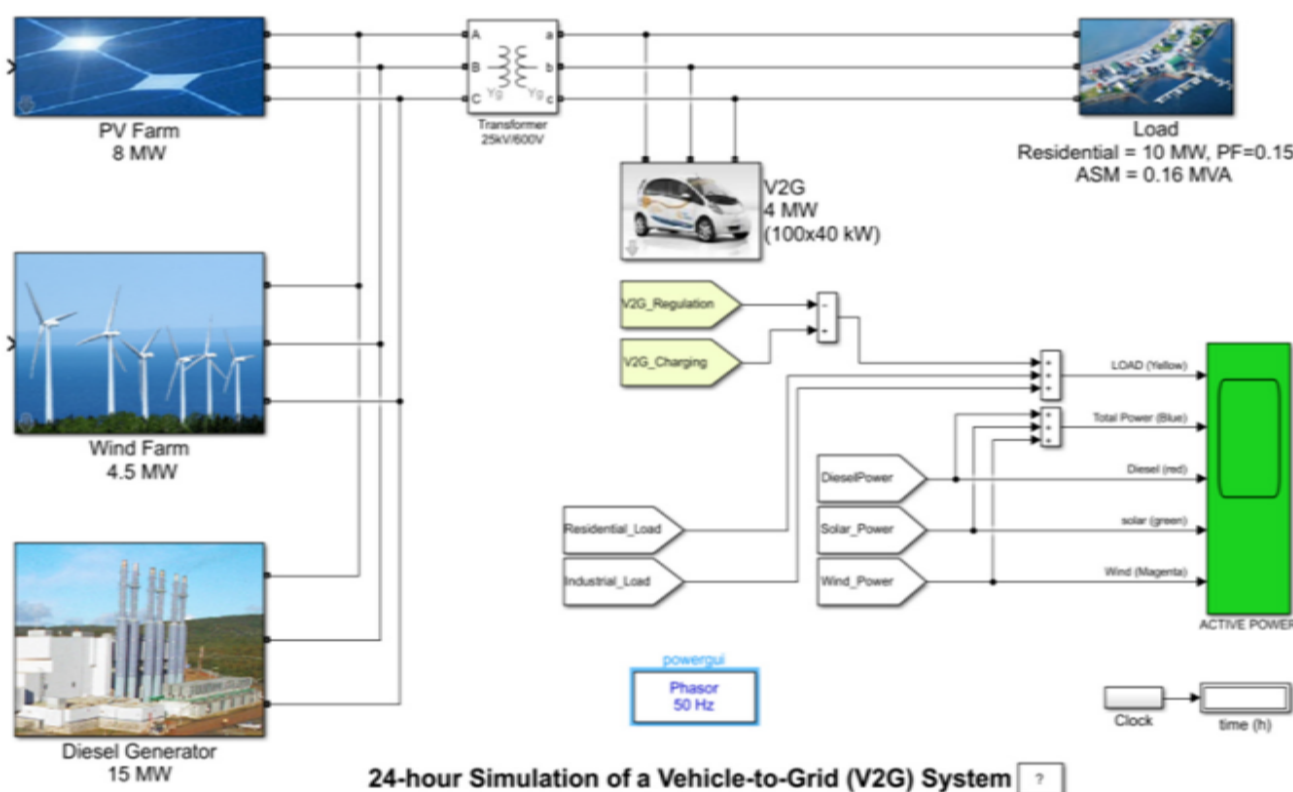 A
B
C
a
b
c
Yg
Yg
Transformer
25kV/600V
PV Farm
8 MW
Load
Residential = 10 MW, PF=0.15
ASM = 0.16 MVA
V2G
4 MW
(100x40 kW)
V2G_Regulation
V2G_Charging
Wind Farm
4.5 MW
LOAD (Yellow)
Total Power (Blue)
Diesel (red)
solar (green)
Wind (Magenta)
DieselPower
Solar_Power
Wind_Power
Residential_Load
Industrial_Load
ACTIVE POWER
powergui
Phasor
50 Hz
Clock
time (h)
Diesel Generator
15 MW
24-hour Simulation of a Vehicle-to-Grid (V2G) System
?